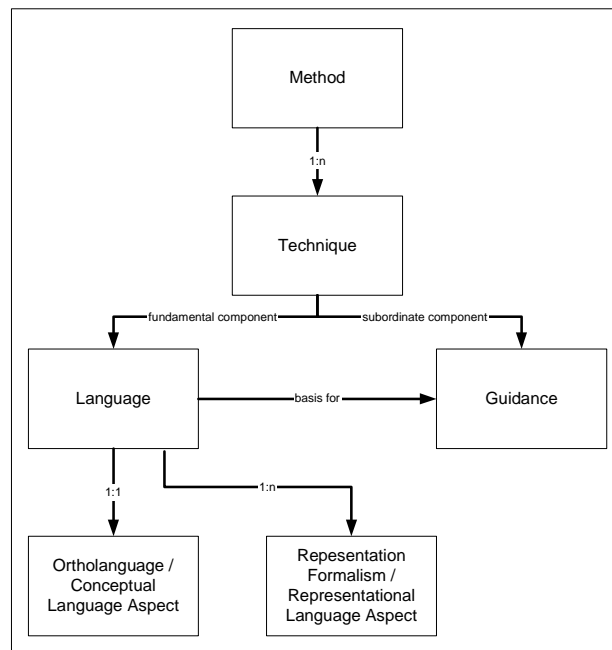 Method
1:n
Technique
fundamental component
subordinate component
Language
basis for
Guidance
1:1
1:n
Ortholanguage /
Conceptual
Language Aspect
Repesentation
Formalism /
Representational
Language Aspect